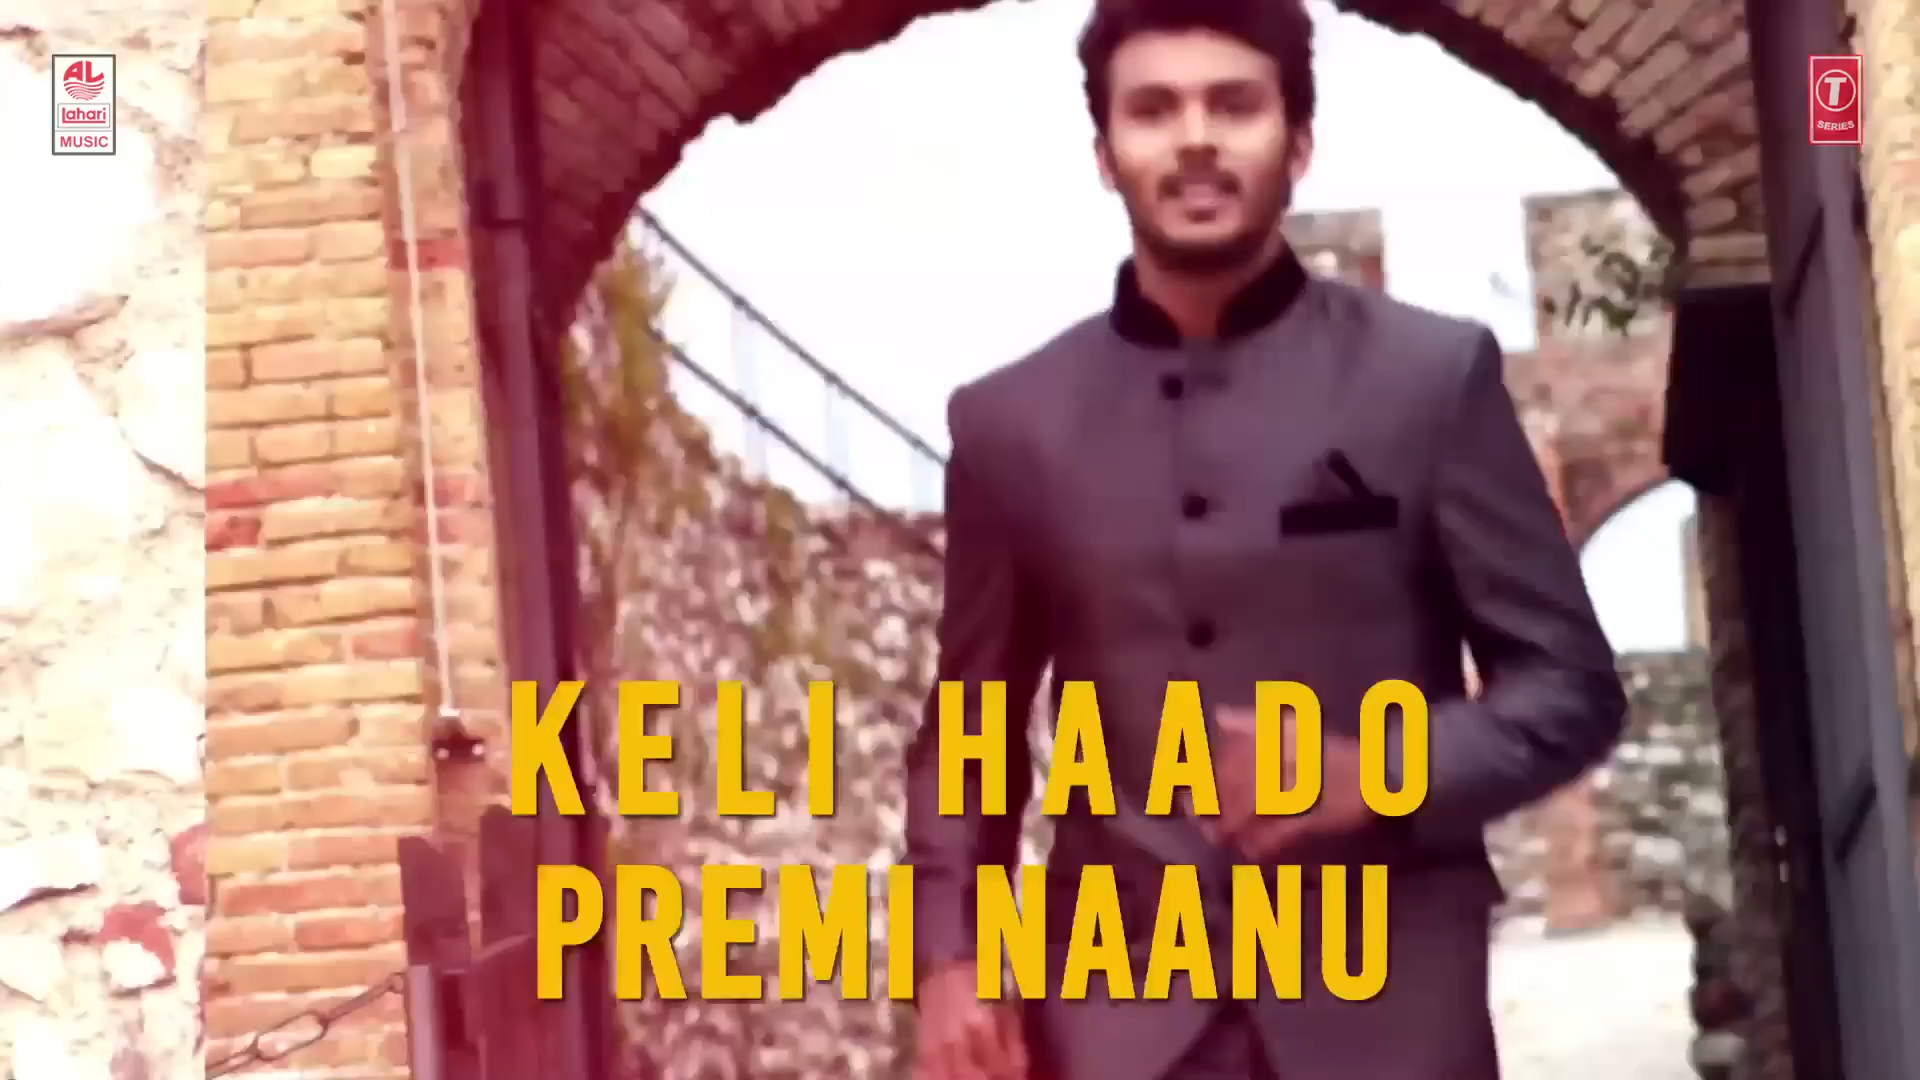 AL
lahari
MUSIC
T
SERIES
KELI HAADO
PREMI NAANU